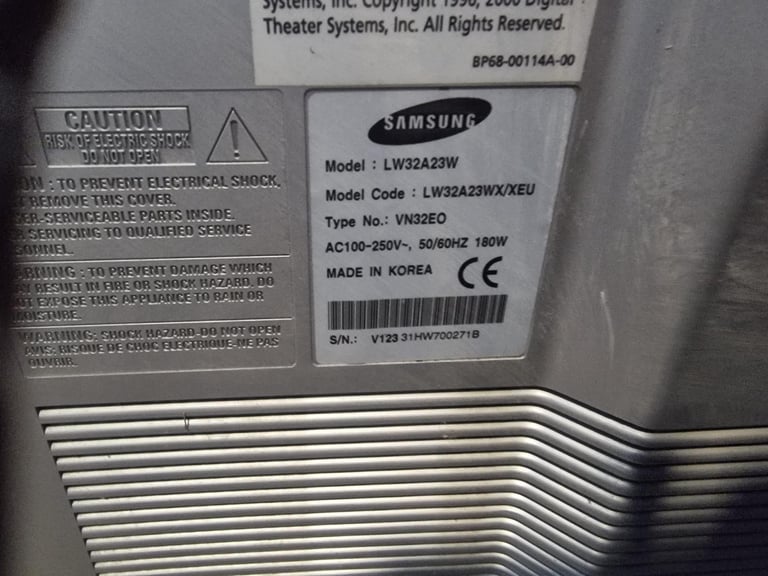 Systems, Inc. Copyright 1996, 2000 Digital
Theater Systems, Inc. All Rights Reserved.
BP68-00114A-00
CAUTION
RISK OF ELECTRIC SHOCK
DO NOT OPEN
: TO PREVENT ELECTRICAL SHOCK,
REMOVE THIS COVER.
PARTS INSIDE.
SERVICING TO QUALIFIED SERVICE
: TO PREVENT DAMAGE WHICH
RESULT IN FIRE OR SHOCK HAZARD, DO
EXPOSE THIS APPLIANCE TO RAIN OR
MOISTURE.
WARNING: SHOCK HAZARD-DO NOT OPEN
AVIS: RISQUE DE CHOC ELECTRIQUE-NE PAS
OUVRIR.
SAMSUNG
Model : LW32A23W
Model Code : LW32A23WX/XEU
Type No.: VN32EO
AC100-250V~, 50/60HZ 180W
MADE IN KOREA CE
S/N.: V123 31HW700271B